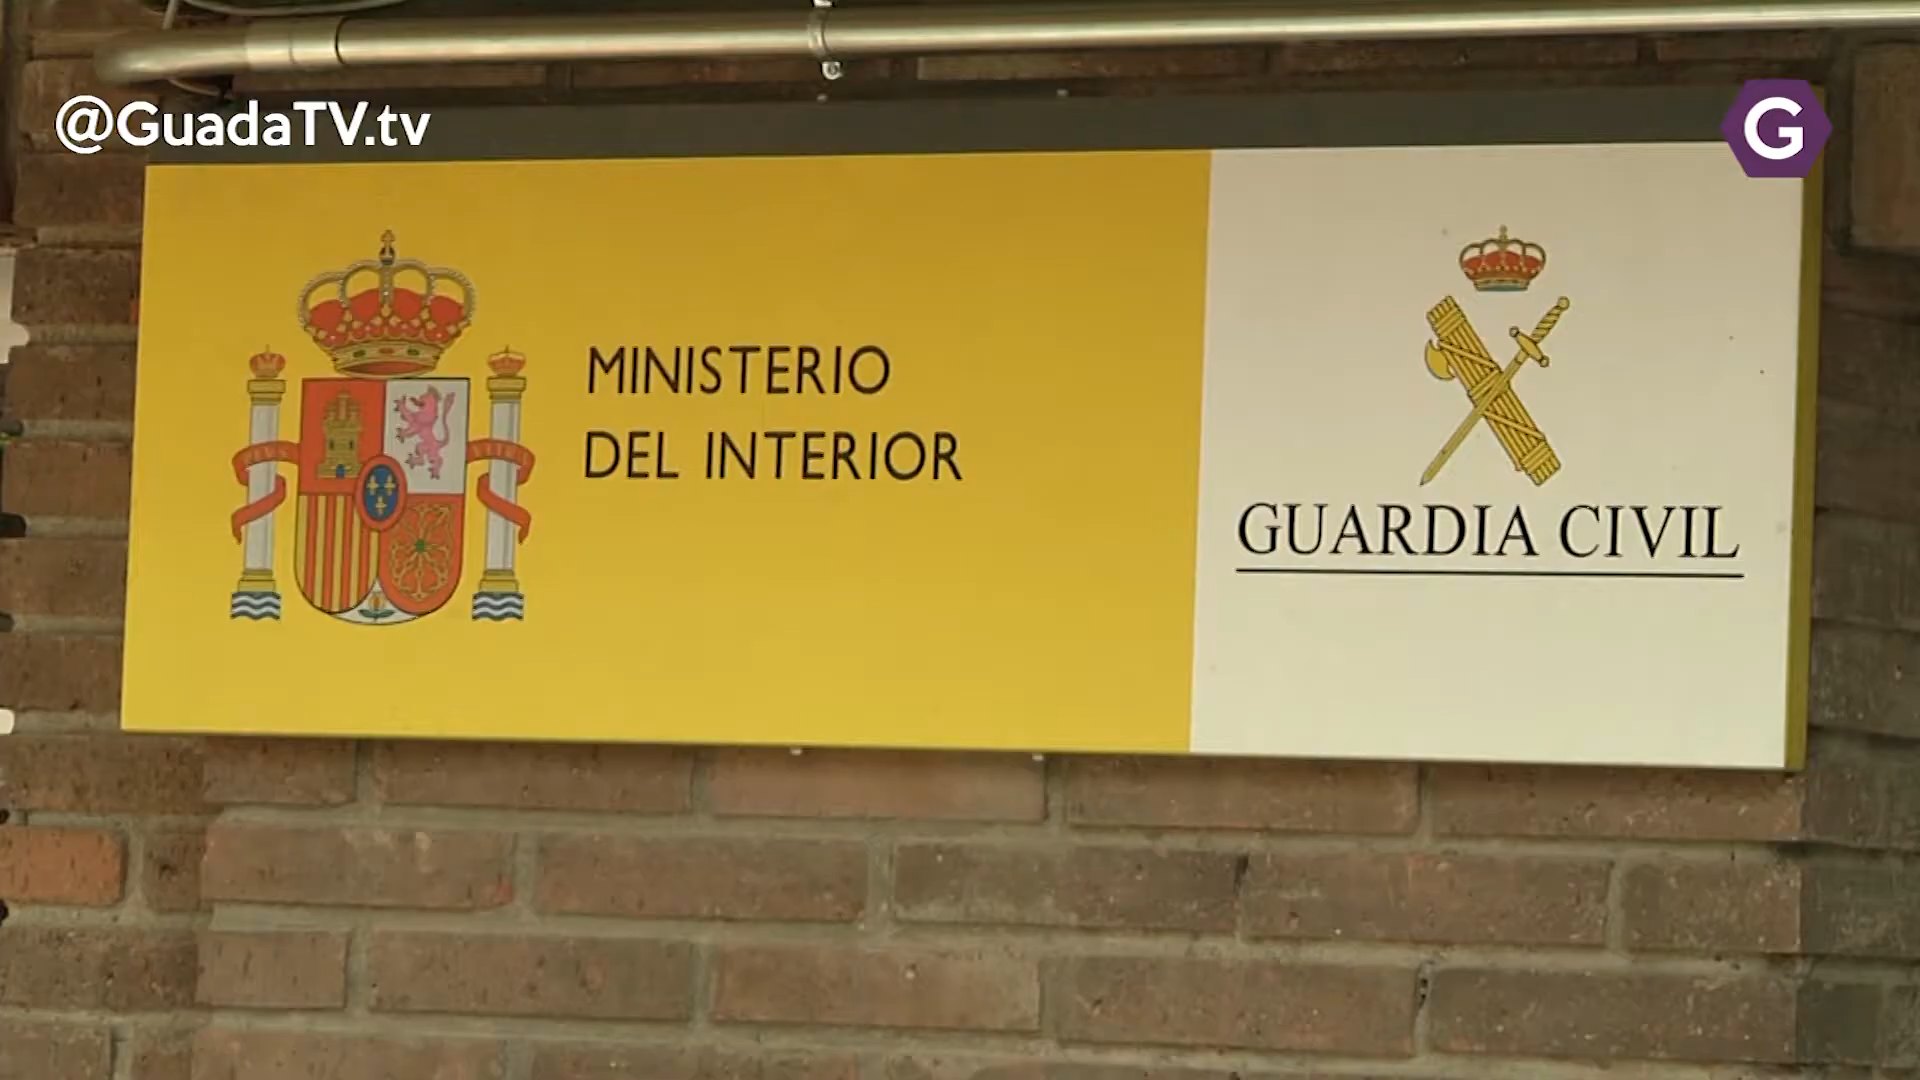 @GuadaTV.tv
G
MINISTERIO
DEL INTERIOR
GUARDIA CIVIL